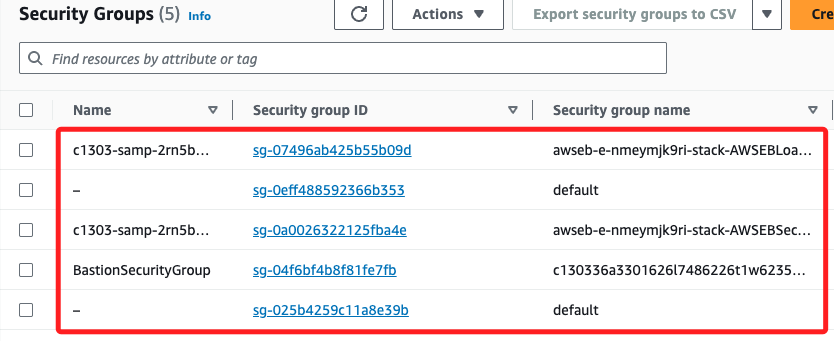 Security Groups (5) Info Actions Export security groups to CSV Cre
Find resources by attribute or tag
Name Security group ID Security group name
c1303-samp-2rn5b... sg-07496ab425b55b09d awseb-e-nmeymjk9ri-stack-AWSEBLoa...
– sg-0eff488592366b353 default
c1303-samp-2rn5b... sg-0a0026322125fba4e awseb-e-nmeymjk9ri-stack-AWSEBSec...
BastionSecurityGroup sg-04f6bf4b8f81fe7fb c130336a3301626l7486226t1w6235...
– sg-025b4259c11a8e39b default